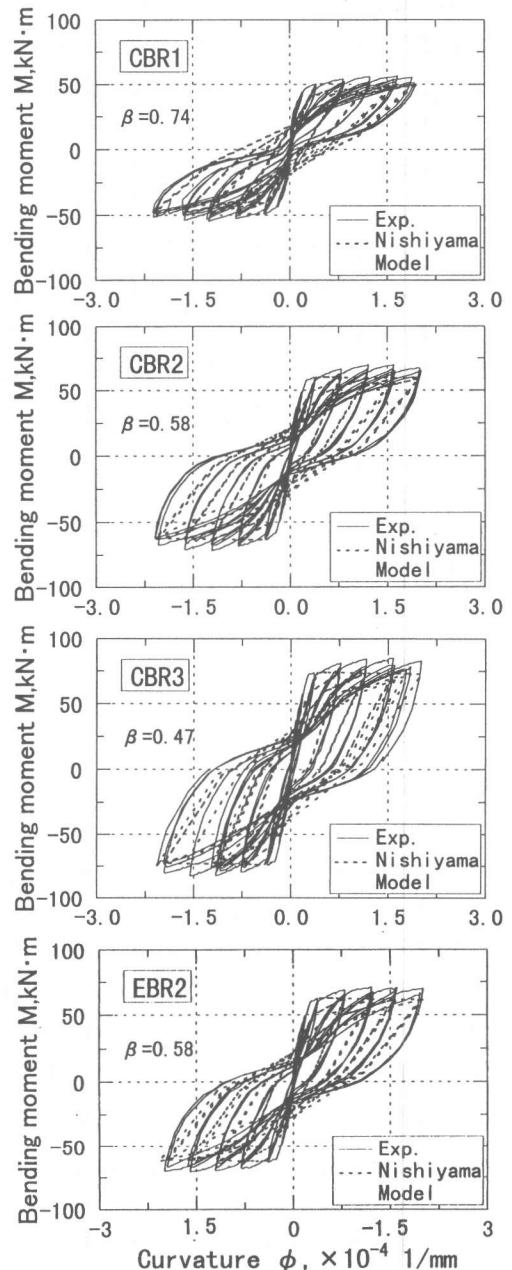 Bending moment M,kN·m
100
50
0
-50
-100
CBR1
β=0.74
Exp.
Nishiyama
Model
-3.0 -1.5 0.0 1.5 3.0
Bending moment M,kN·m
100
50
0
-50
-100
CBR2
β=0.58
Exp.
Nishiyama
Model
-3.0 -1.5 0.0 1.5 3.0
Bending moment M,kN·m
100
50
0
-50
-100
CBR3
β=0.47
Exp.
Nishiyama
Model
-3.0 -1.5 0.0 1.5 3.0
Bending moment M,kN·m
100
50
0
-50
-100
EBR2
β=0.58
Exp.
Nishiyama
Model
-3 -1.5 0 -1.5 3
Curvature φ, ×10⁻⁴ 1/mm